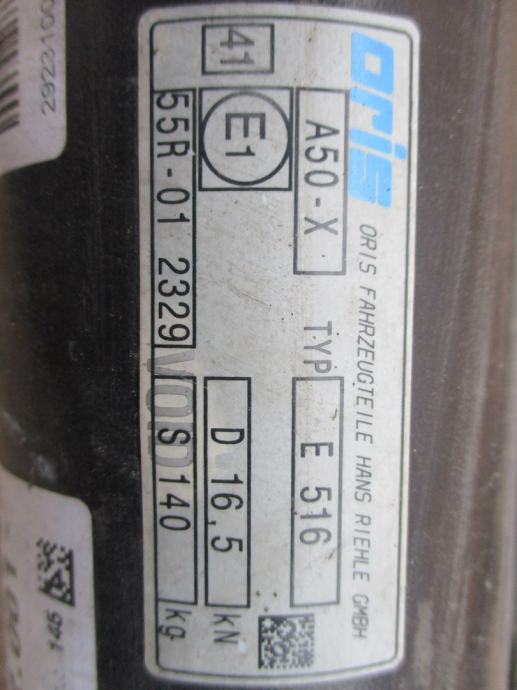 oris ORIS FAHRZEUGTEILE HANS RIEHLE GMBH
A50-X TYP E 516
41 E1 D 16,5 kN
55R-01 2329 S 140 kg
VOID